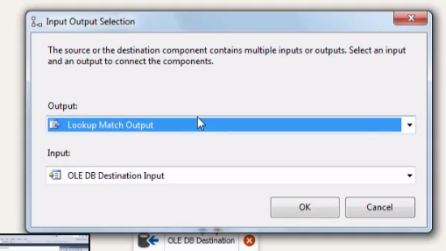 Input Output Selection
The source or the destination component contains multiple inputs or outputs. Select an input
and an output to connect the components.
Output:
Lookup Match Output
Input:
OLE DB Destination Input
OK
Cancel
OLE DB Destination